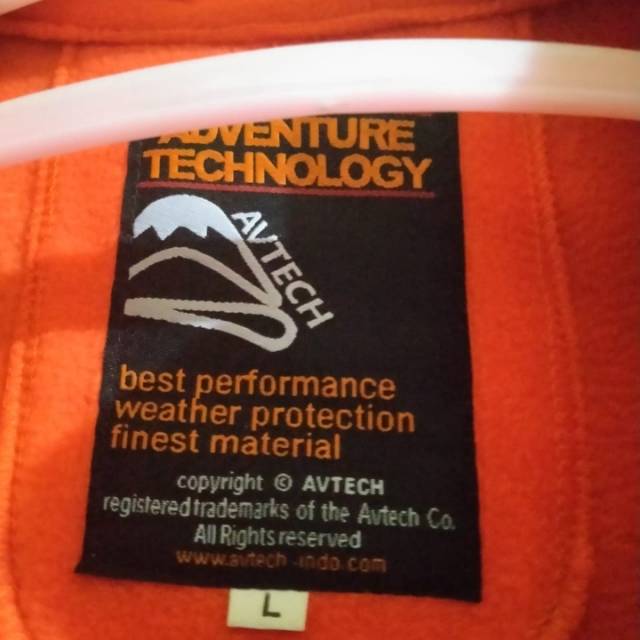 ADVENTURE
TECHNOLOGY
AVTECH
best performance
weather protection
finest material
copyright © AVTECH
registered trademarks of the Avtech Co.
All Rights reserved
www.avtech-indo.com
L